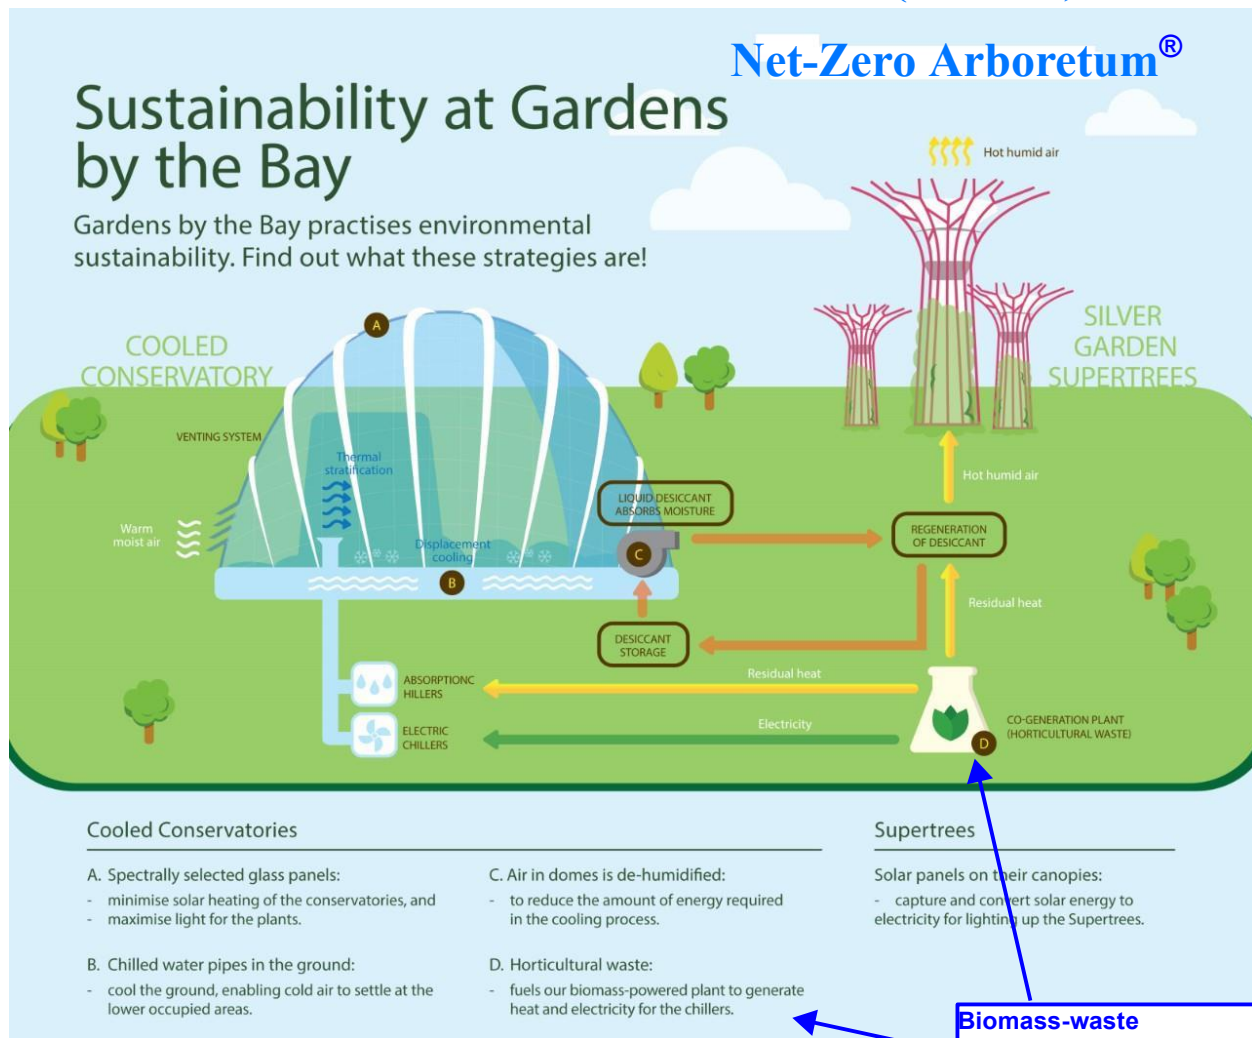 Net-Zero Arboretum®
Sustainability at Gardens
by the Bay
Gardens by the Bay practises environmental
sustainability. Find out what these strategies are!
Hot humid air
COOLED
CONSERVATORY
A
SILVER
GARDEN
SUPERTREES
VENTING SYSTEM
Thermal
stratification
Warm
moist air
Displacement
cooling
B
LIQUID DESICCANT
ABSORBS MOISTURE
C
Hot humid air
REGENERATION
OF DESICCANT
Residual heat
DESICCANT
STORAGE
ABSORPTIONC
HILLERS
Residual heat
ELECTRIC
CHILLERS
Electricity
CO-GENERATION PLANT
(HORTICULTURAL WASTE)
D
Cooled Conservatories
A. Spectrally selected glass panels:
- minimise solar heating of the conservatories, and
- maximise light for the plants.
B. Chilled water pipes in the ground:
- cool the ground, enabling cold air to settle at the
lower occupied areas.
C. Air in domes is de-humidified:
- to reduce the amount of energy required
in the cooling process.
D. Horticultural waste:
- fuels our biomass-powered plant to generate
heat and electricity for the chillers.
Supertrees
Solar panels on their canopies:
- capture and convert solar energy to
electricity for lighting up the Supertrees.
Biomass-waste